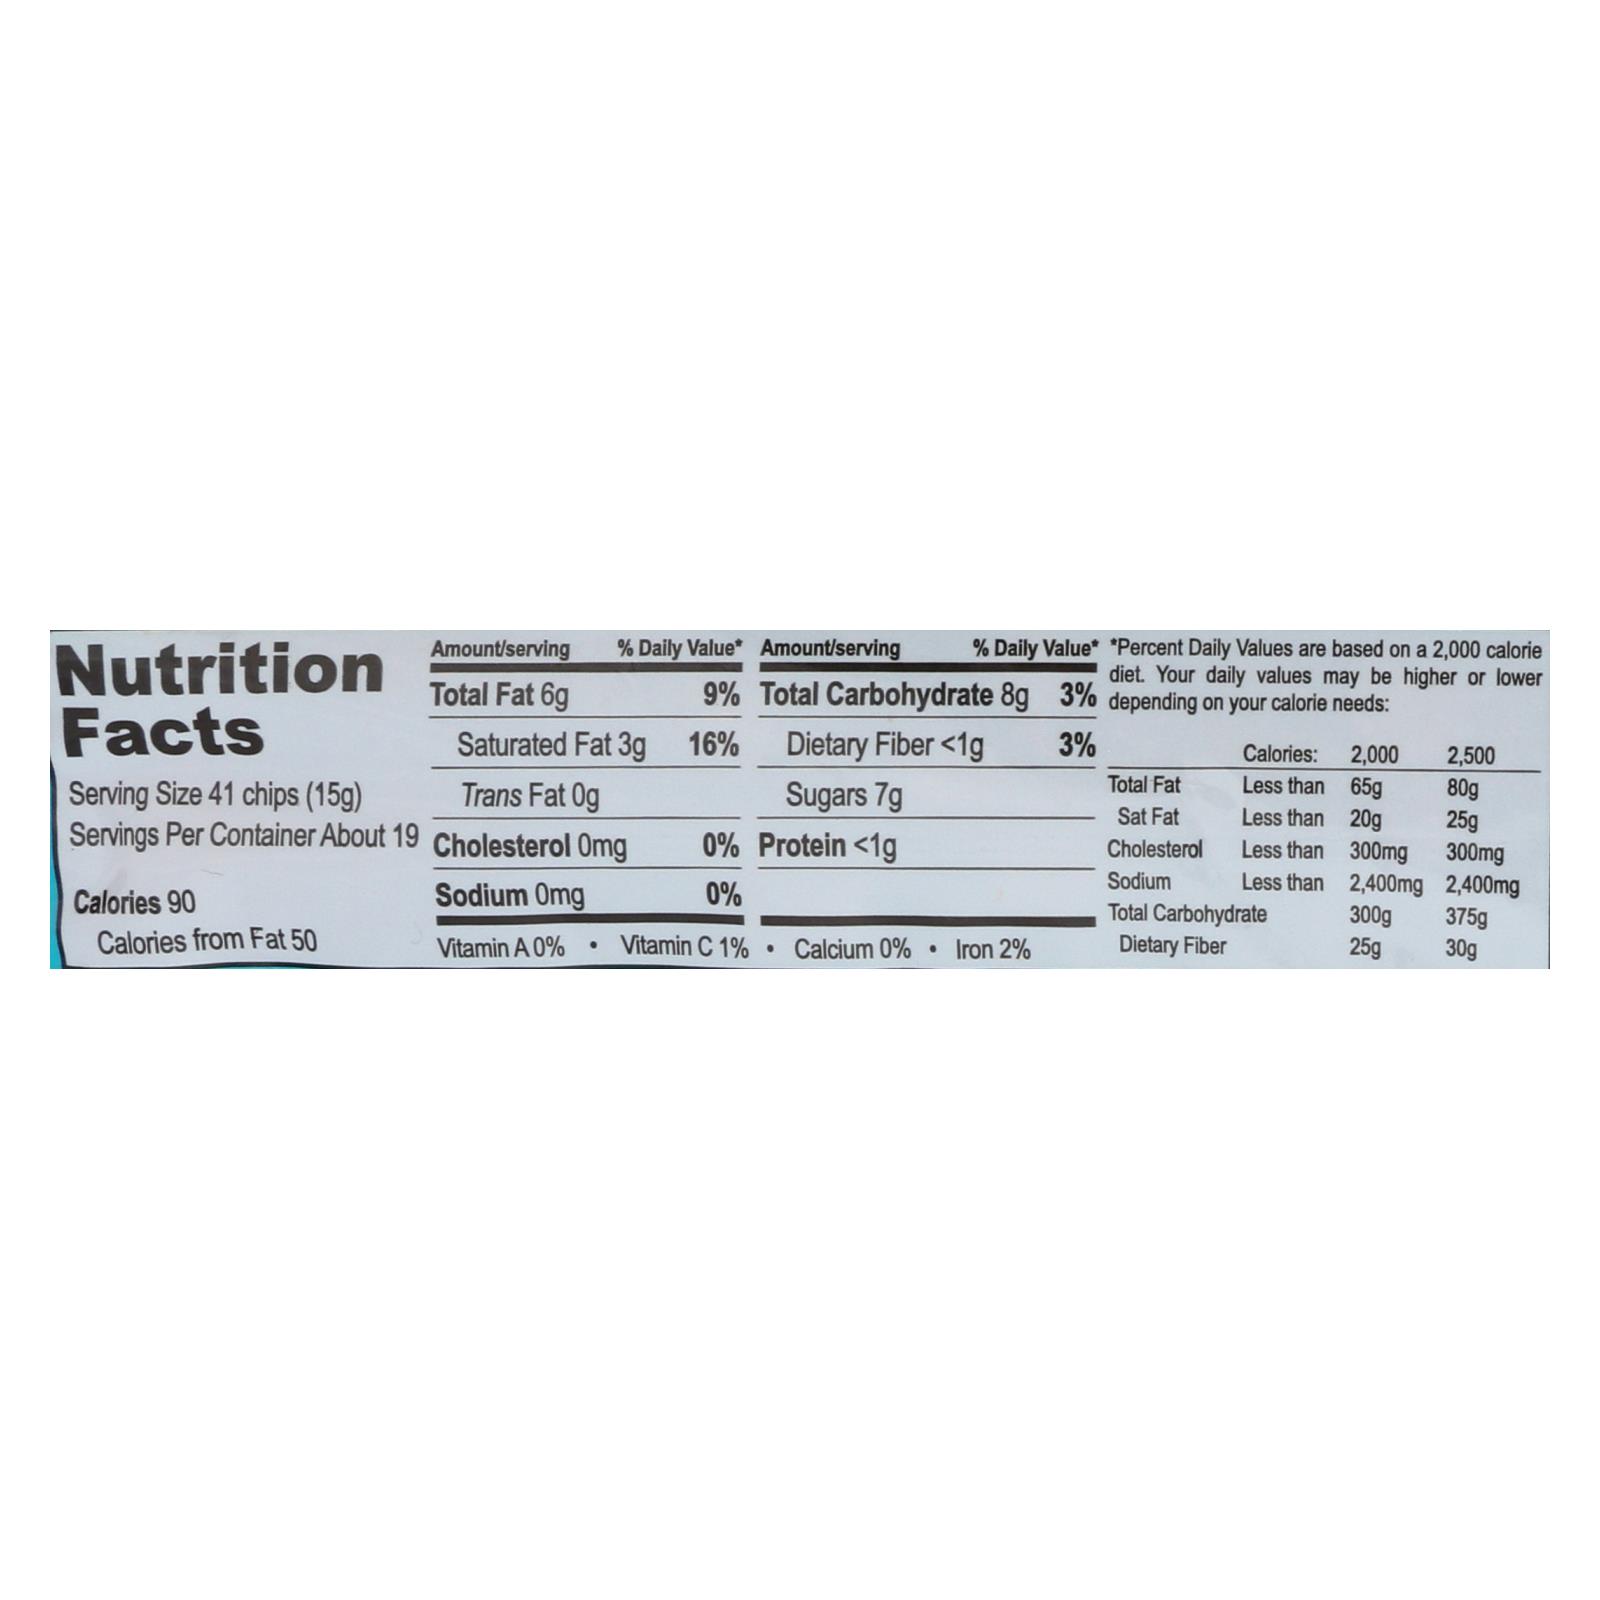 Nutrition
Facts
Serving Size 41 chips (15g)
Servings Per Container About 19
Calories 90
Calories from Fat 50
Amount/serving % Daily Value*
Total Fat 6g 9%
Saturated Fat 3g 16%
Trans Fat 0g
Cholesterol 0mg 0%
Sodium 0mg 0%
Amount/serving % Daily Value*
Total Carbohydrate 8g 3%
Dietary Fiber <1g 3%
Sugars 7g
Protein <1g
Vitamin A 0% • Vitamin C 1% • Calcium 0% • Iron 2%
*Percent Daily Values are based on a 2,000 calorie
diet. Your daily values may be higher or lower
depending on your calorie needs:
Calories: 2,000 2,500
Total Fat Less than 65g 80g
Sat Fat Less than 20g 25g
Cholesterol Less than 300mg 300mg
Sodium Less than 2,400mg 2,400mg
Total Carbohydrate 300g 375g
Dietary Fiber 25g 30g